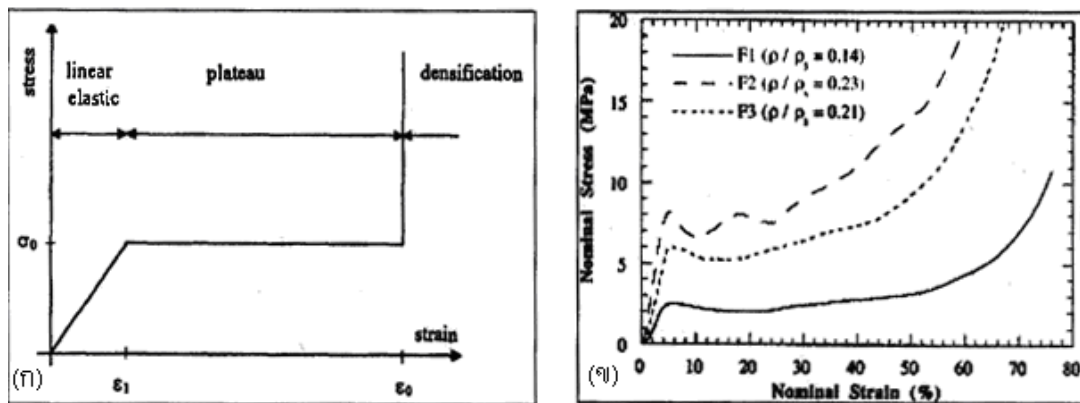 stress
linear
elastic
plateau
densification
σ₀
strain
(ก)
ε₁
ε₀
20
15
10
5
0
Nominal Stress (MPa)
F1 (ρ / ρₛ = 0.14)
F2 (ρ / ρₛ = 0.23)
F3 (ρ / ρₛ = 0.21)
0 10 20 30 40 50 60 70 80
(ข) Nominal Strain (%)